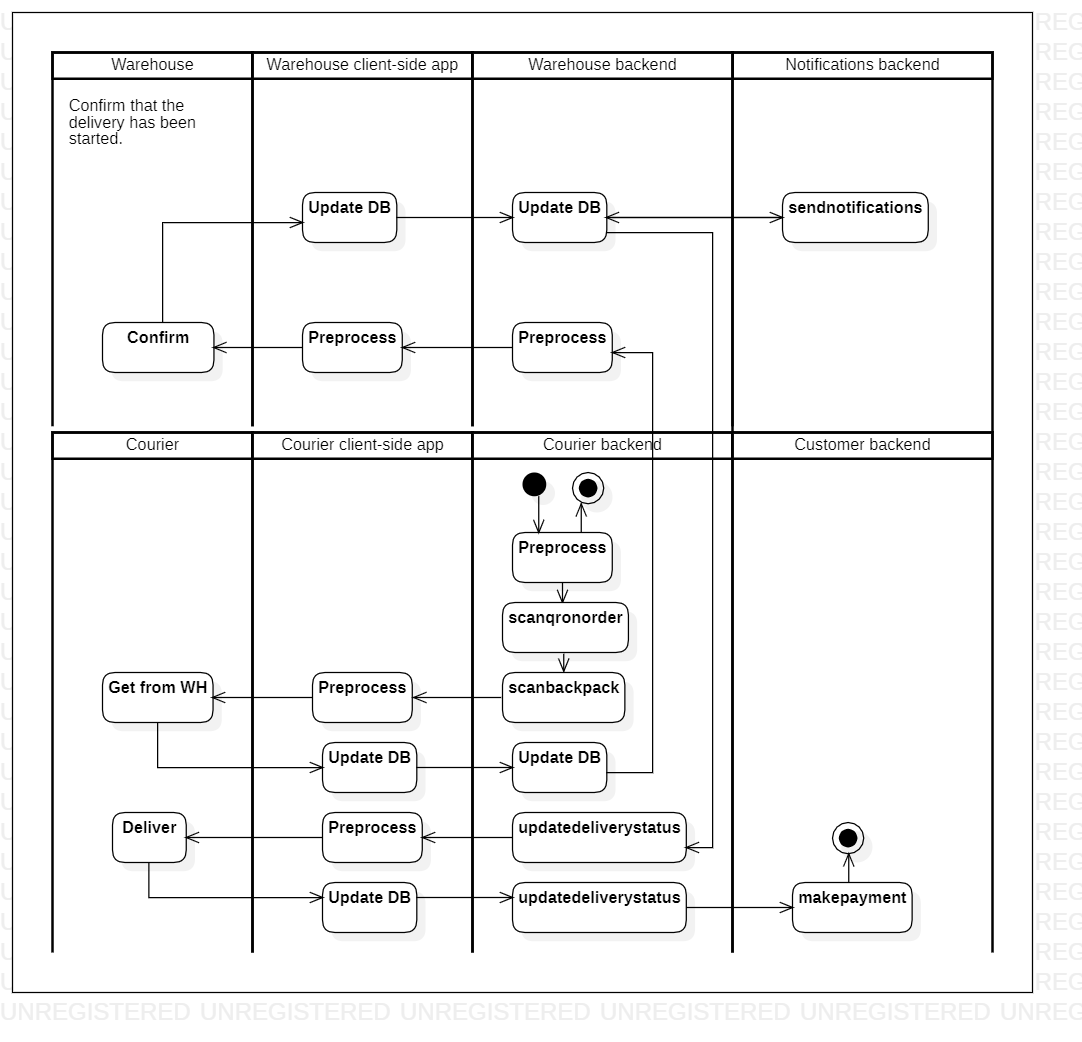 Warehouse
Warehouse client-side app
Warehouse backend
Notifications backend
Confirm that the
delivery has been
started.
Update DB
Update DB
sendnotifications
Confirm
Preprocess
Preprocess
Courier
Courier client-side app
Courier backend
Customer backend
Preprocess
scanqronorder
Get from WH
Preprocess
scanbackpack
Update DB
Update DB
Deliver
Preprocess
updatedeliverystatus
Update DB
updatedeliverystatus
makepayment
UNREGISTERED UNREGISTERED UNREGISTERED UNREGISTERED UNREGISTERED UNREG